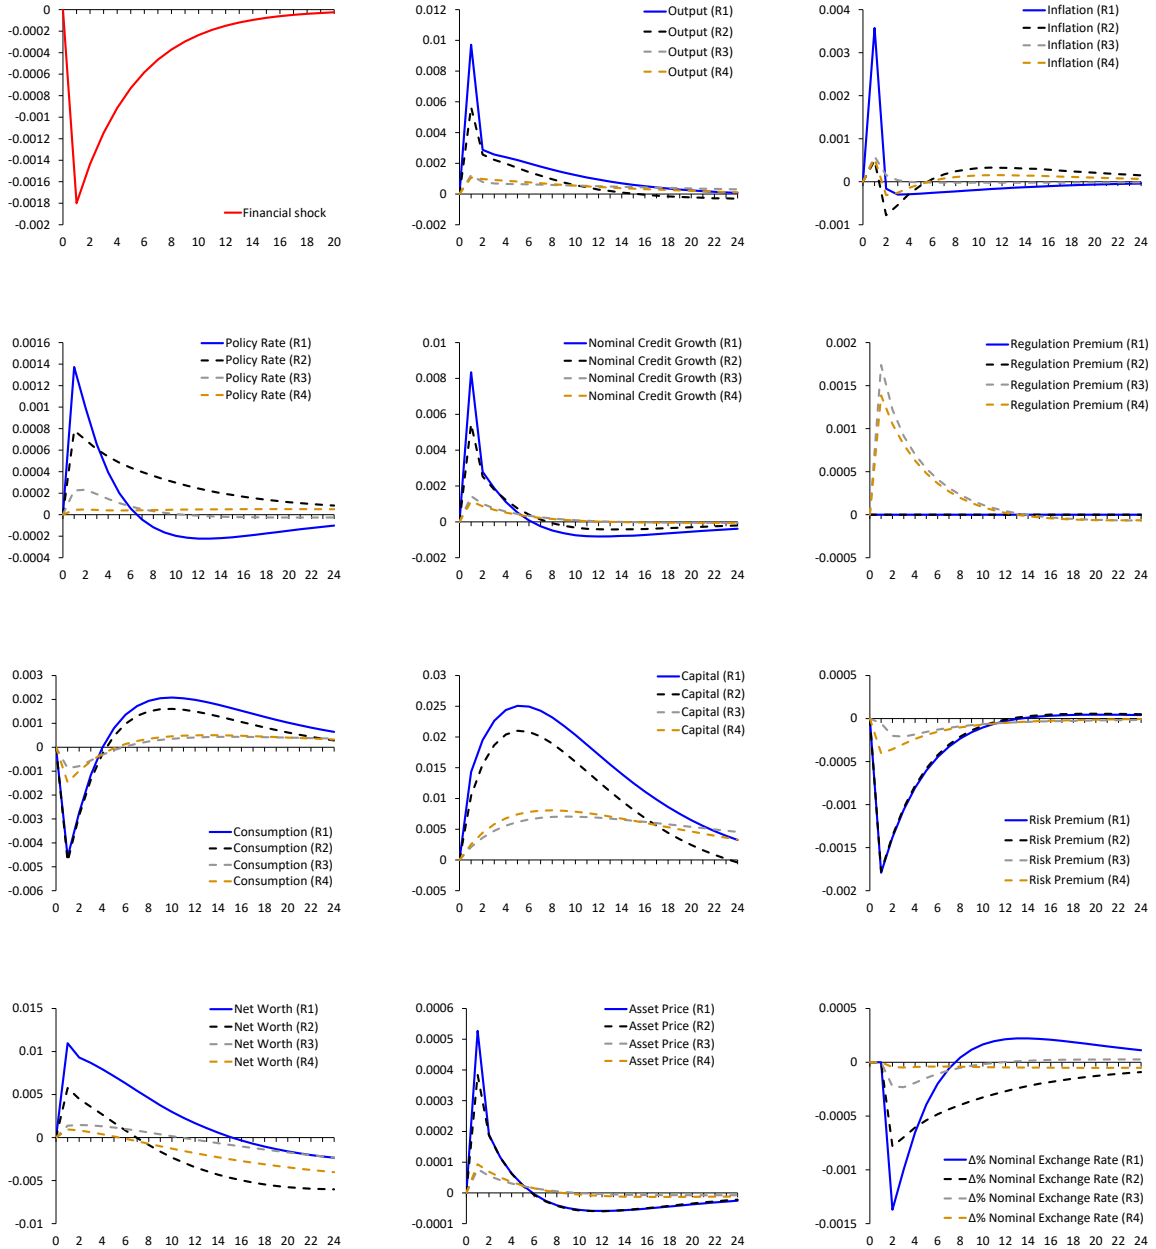 0
-0.0002
-0.0004
-0.0006
-0.0008
-0.001
-0.0012
-0.0014
-0.0016
-0.0018
-0.002
Financial shock
0 2 4 6 8 10 12 14 16 18 20
0.012
0.01
0.008
0.006
0.004
0.002
0
-0.002
Output (R1)
Output (R2)
Output (R3)
Output (R4)
0 2 4 6 8 10 12 14 16 18 20 22 24
0.004
0.003
0.002
0.001
0
-0.001
Inflation (R1)
Inflation (R2)
Inflation (R3)
Inflation (R4)
0 2 4 6 8 10 12 14 16 18 20 22 24
0.0016
0.0014
0.0012
0.001
0.0008
0.0006
0.0004
0.0002
0
-0.0002
-0.0004
Policy Rate (R1)
Policy Rate (R2)
Policy Rate (R3)
Policy Rate (R4)
0 2 4 6 8 10 12 14 16 18 20 22 24
0.01
0.008
0.006
0.004
0.002
0
-0.002
Nominal Credit Growth (R1)
Nominal Credit Growth (R2)
Nominal Credit Growth (R3)
Nominal Credit Growth (R4)
0 2 4 6 8 10 12 14 16 18 20 22 24
0.002
0.0015
0.001
0.0005
0
-0.0005
Regulation Premium (R1)
Regulation Premium (R2)
Regulation Premium (R3)
Regulation Premium (R4)
0 2 4 6 8 10 12 14 16 18 20 22 24
0.003
0.002
0.001
0
-0.001
-0.002
-0.003
-0.004
-0.005
-0.006
Consumption (R1)
Consumption (R2)
Consumption (R3)
Consumption (R4)
0 2 4 6 8 10 12 14 16 18 20 22 24
0.03
0.025
0.02
0.015
0.01
0.005
0
-0.005
Capital (R1)
Capital (R2)
Capital (R3)
Capital (R4)
0 2 4 6 8 10 12 14 16 18 20 22 24
0.0005
0
-0.0005
-0.001
-0.0015
-0.002
Risk Premium (R1)
Risk Premium (R2)
Risk Premium (R3)
Risk Premium (R4)
0 2 4 6 8 10 12 14 16 18 20 22 24
0.015
0.01
0.005
0
-0.005
-0.01
Net Worth (R1)
Net Worth (R2)
Net Worth (R3)
Net Worth (R4)
0 2 4 6 8 10 12 14 16 18 20 22 24
0.0006
0.0005
0.0004
0.0003
0.0002
0.0001
0
-0.0001
Asset Price (R1)
Asset Price (R2)
Asset Price (R3)
Asset Price (R4)
0 2 4 6 8 10 12 14 16 18 20 22 24
0.0005
0
-0.0005
-0.001
-0.0015
Δ% Nominal Exchange Rate (R1)
Δ% Nominal Exchange Rate (R2)
Δ% Nominal Exchange Rate (R3)
Δ% Nominal Exchange Rate (R4)
0 2 4 6 8 10 12 14 16 18 20 22 24